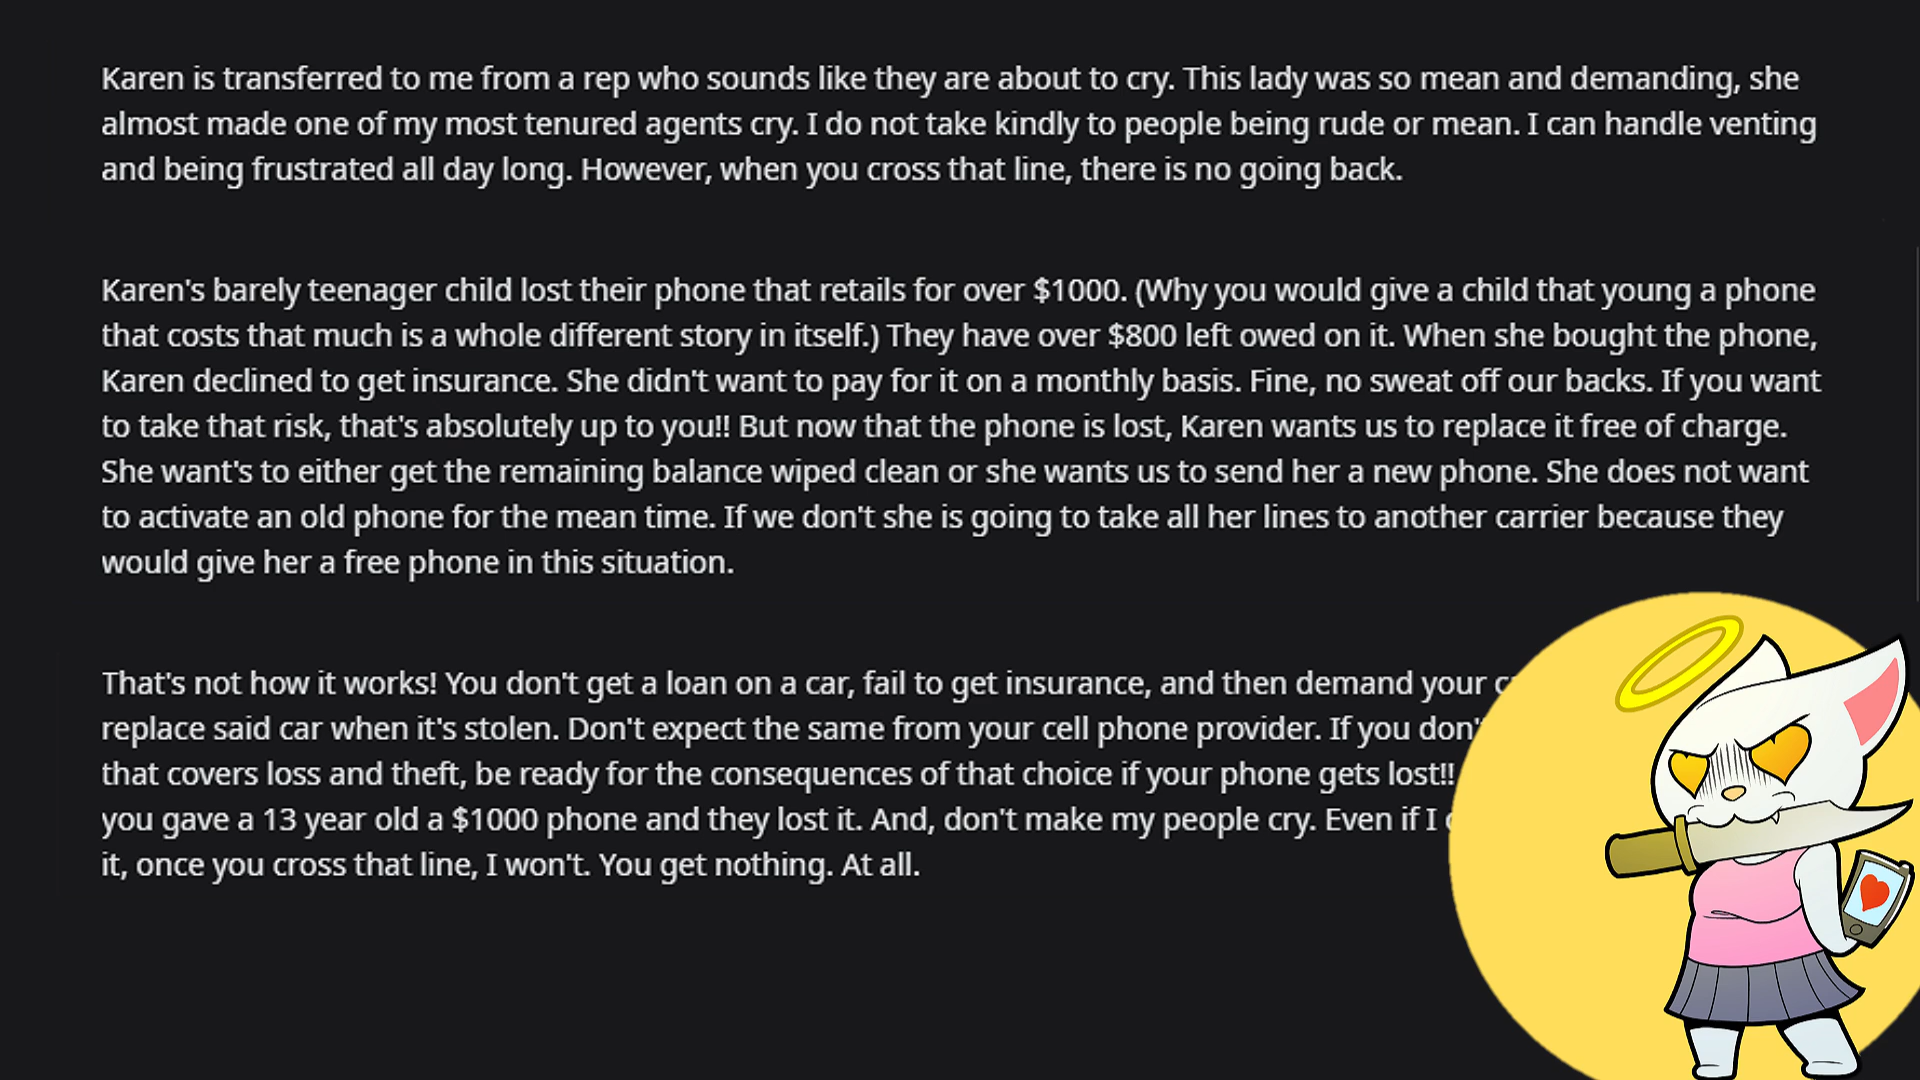 Karen is transferred to me from a rep who sounds like they are about to cry. This lady was so mean and demanding, she
almost made one of my most tenured agents cry. I do not take kindly to people being rude or mean. I can handle venting
and being frustrated all day long. However, when you cross that line, there is no going back.
Karen's barely teenager child lost their phone that retails for over $1000. (Why you would give a child that young a phone
that costs that much is a whole different story in itself.) They have over $800 left owed on it. When she bought the phone,
Karen declined to get insurance. She didn't want to pay for it on a monthly basis. Fine, no sweat off our backs. If you want
to take that risk, that's absolutely up to you!! But now that the phone is lost, Karen wants us to replace it free of charge.
She want's to either get the remaining balance wiped clean or she wants us to send her a new phone. She does not want
to activate an old phone for the mean time. If we don't she is going to take all her lines to another carrier because they
would give her a free phone in this situation.
That's not how it works! You don't get a loan on a car, fail to get insurance, and then demand your
replace said car when it's stolen. Don't expect the same from your cell phone provider. If you don't
that covers loss and theft, be ready for the consequences of that choice if your phone gets lost!!
you gave a 13 year old a $1000 phone and they lost it. And, don't make my people cry. Even if I
it, once you cross that line, I won't. You get nothing. At all.